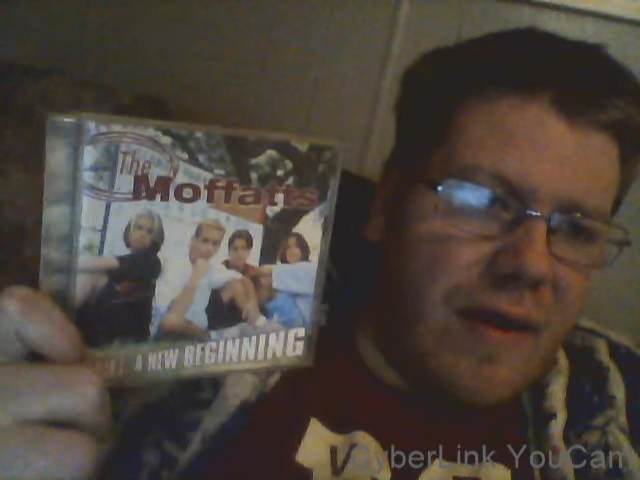 The
Moffatts
A NEW BEGINNING
V
CyberLink YouCam